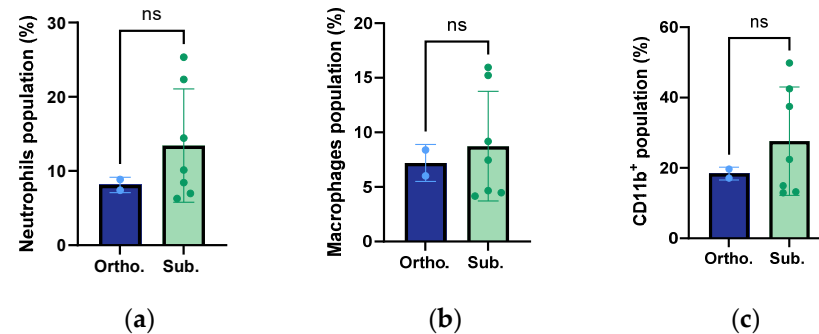 ns
Neutrophils population (%)
30
20
10
0
Ortho. Sub.
(a)
ns
Macrophages population (%)
20
15
10
5
0
Ortho. Sub.
(b)
ns
CD11b⁺ population (%)
60
40
20
0
Ortho. Sub.
(c)